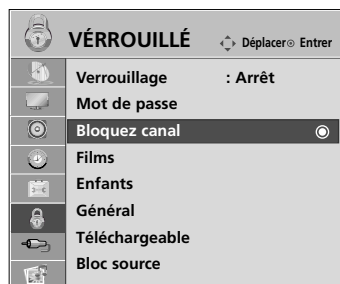 VÉRROUILLÉ Déplacer Entrer
Verrouillage : Arrêt
Mot de passe
Bloquez canal
Films
Enfants
Général
Téléchargeable
Bloc source